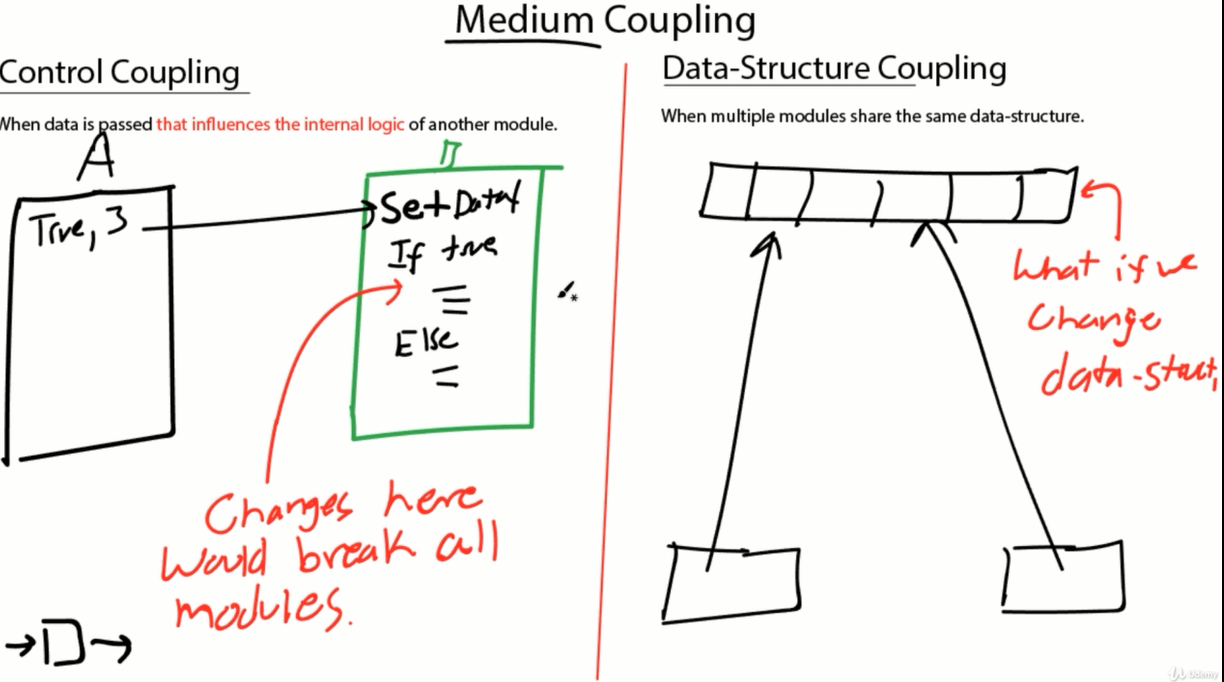 Medium Coupling
Control Coupling
When data is passed that influences the internal logic of another module.
A
True, 3
Set Data
If true
Else
Changes here
Would break all
modules.
Data-Structure Coupling
When multiple modules share the same data-structure.
What if we
Change
data-struct,
Udemy